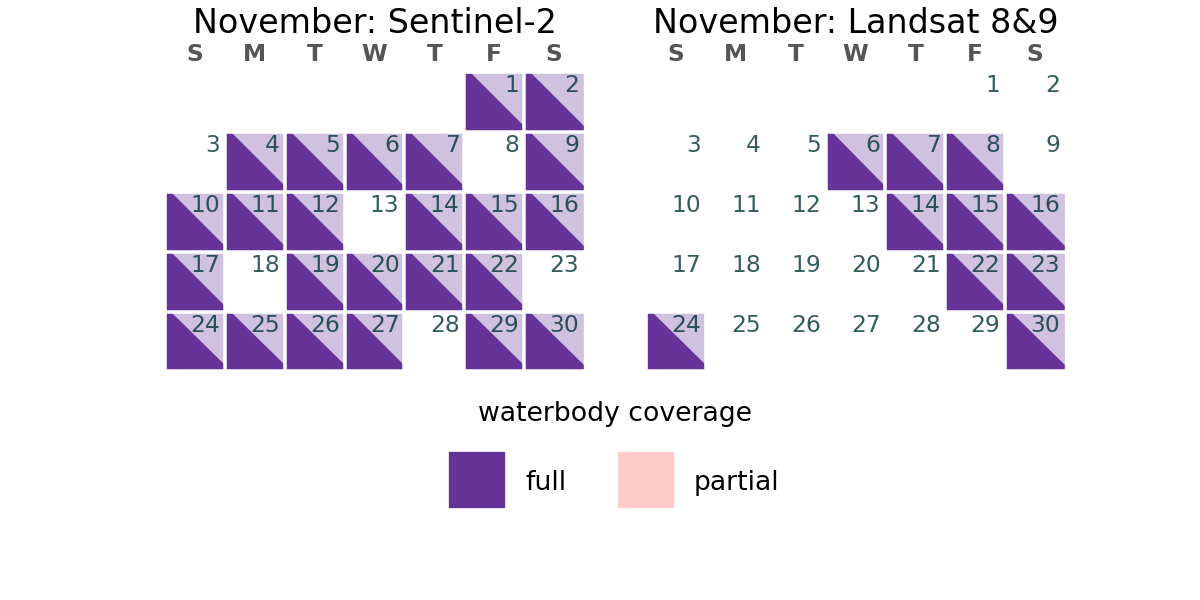 November: Sentinel-2
S M T W T F S
1 2
3 4 5 6 7 8 9
10 11 12 13 14 15 16
17 18 19 20 21 22 23
24 25 26 27 28 29 30
November: Landsat 8&9
S M T W T F S
1 2
3 4 5 6 7 8 9
10 11 12 13 14 15 16
17 18 19 20 21 22 23
24 25 26 27 28 29 30
waterbody coverage
full partial